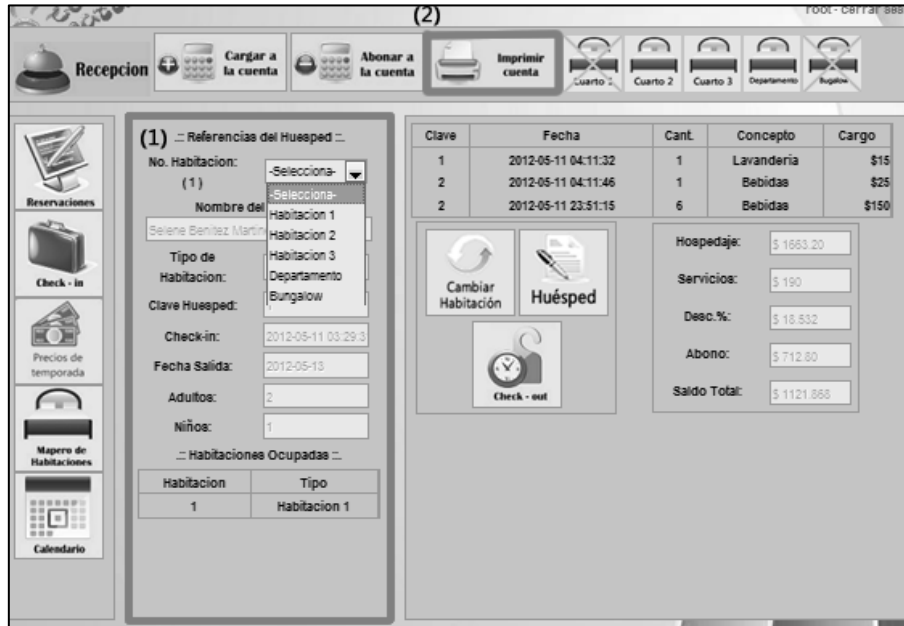 (2)
root - cerrar ses
Recepcion
Cargar a
la cuenta
Abonar a
la cuenta
Imprimir
cuenta
Cuarto
Cuarto 2
Cuarto 3
Departamento
Bugalow
Reservaciones
Check - in
Precios de
temporada
Mapero de
Habitaciones
Calendario
(1) .:: Referencias del Huesped ::.
No. Habitacion:
(1)
-Selecciona-
-Selecciona-
Habitacion 1
Habitacion 2
Habitacion 3
Departamento
Bungalow
Nombre del
Selene Benitez Martin
Tipo de
Habitacion:
Clave Huesped:
Check-in: 2012-05-11 03:29:3
Fecha Salida: 2012-05-13
Adultos: 2
Niños: 1
.:: Habitaciones Ocupadas ::.
Habitacion Tipo
1 Habitacion 1
Clave Fecha Cant. Concepto Cargo
1 2012-05-11 04:11:32 1 Lavanderia $15
2 2012-05-11 04:11:46 1 Bebidas $25
2 2012-05-11 23:51:15 6 Bebidas $150
Cambiar
Habitación
Huésped
Check - out
Hospedaje: $ 1663.20
Servicios: $ 190
Desc.%: $ 18.532
Abono: $ 712.80
Saldo Total: $ 1121.868